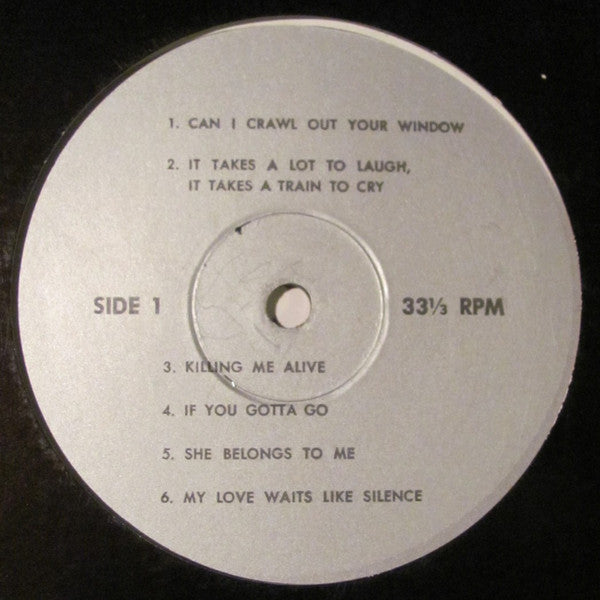 1. CAN I CRAWL OUT YOUR WINDOW
2. IT TAKES A LOT TO LAUGH,
IT TAKES A TRAIN TO CRY
SIDE 1
33⅓ RPM
3. KILLING ME ALIVE
4. IF YOU GOTTA GO
5. SHE BELONGS TO ME
6. MY LOVE WAITS LIKE SILENCE